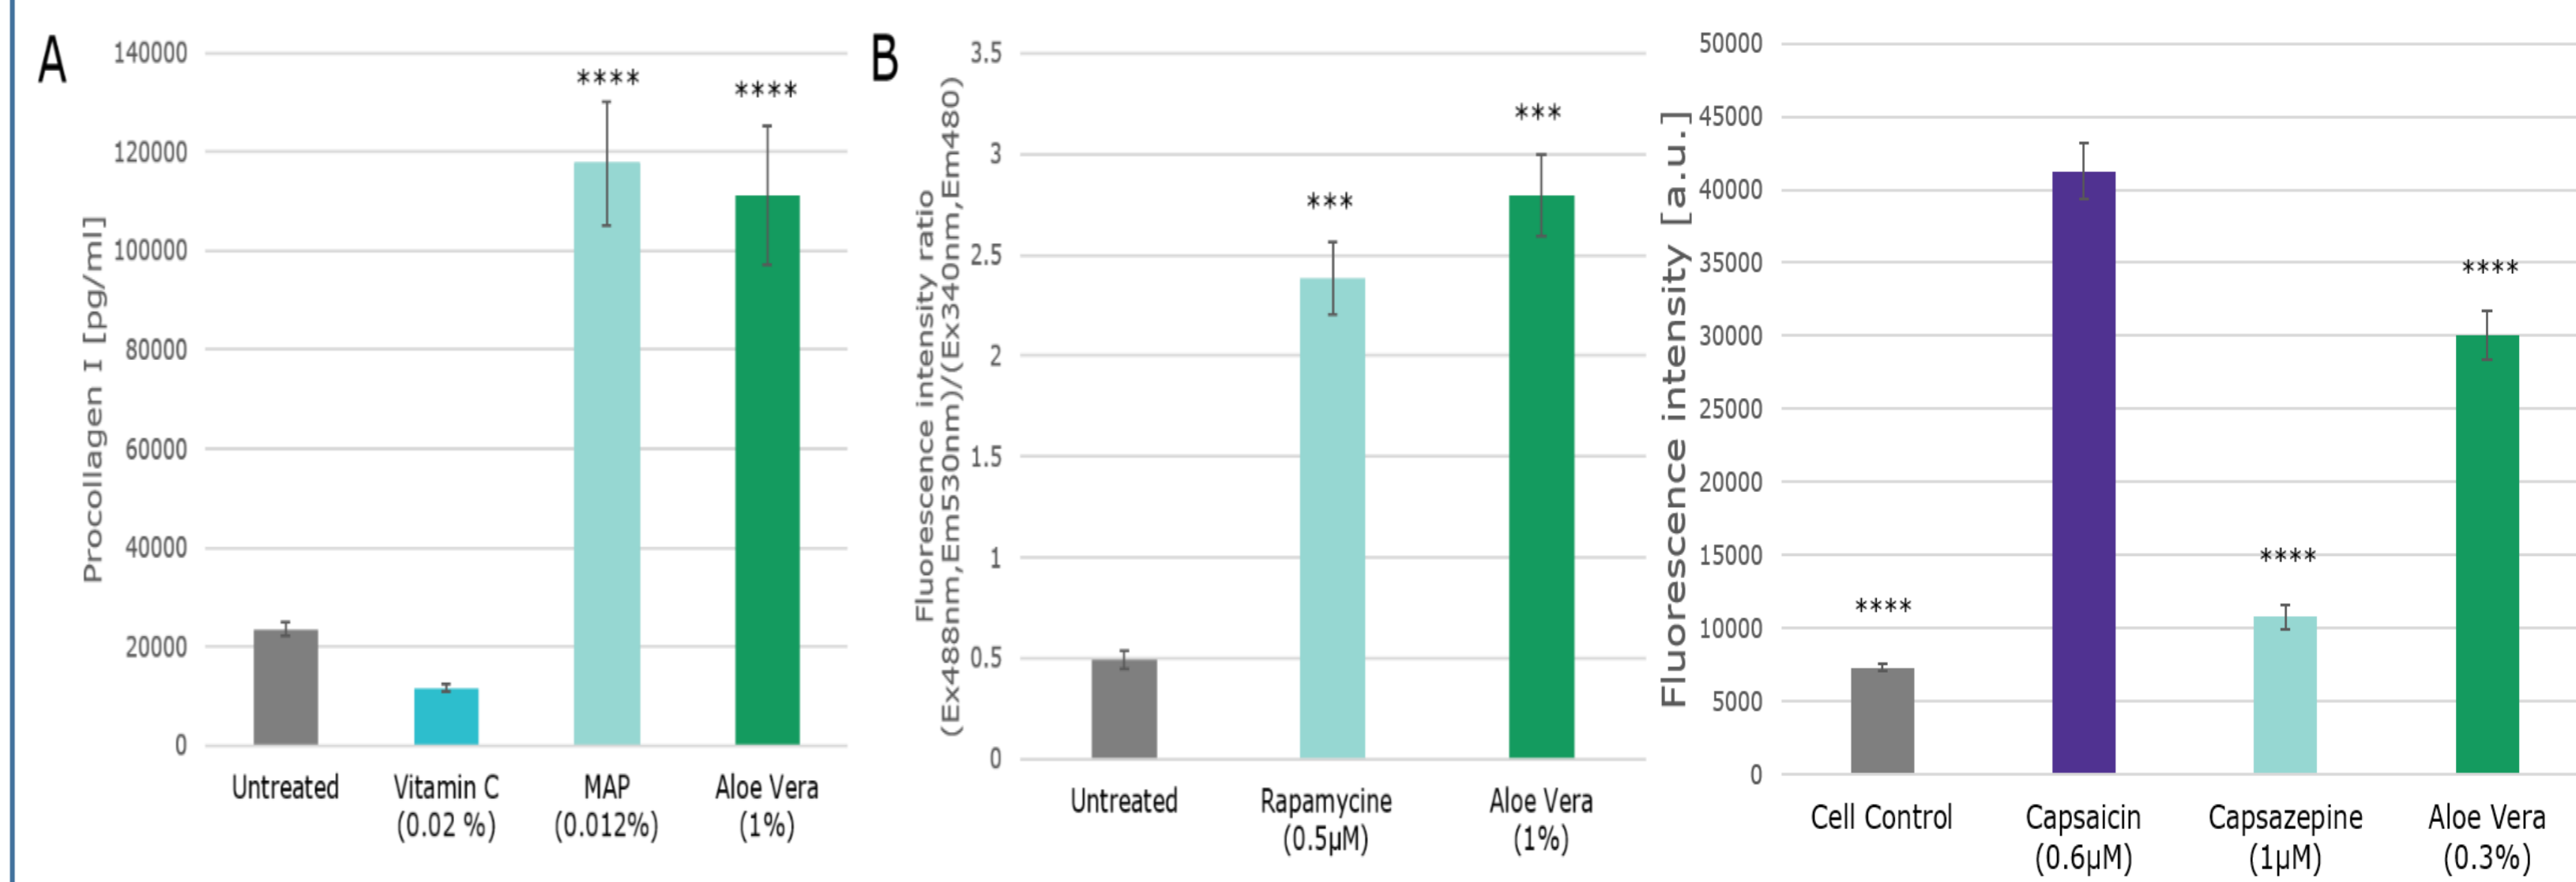 A
Procollagen I [pg/ml]
140000
120000
100000
80000
60000
40000
20000
0
****
****
Untreated
Vitamin C
(0.02 %)
MAP
(0.012%)
Aloe Vera
(1%)
B
Fluorescence intensity ratio
(Ex488nm,Em530nm)/(Ex340nm,Em480)
3.5
3
2.5
2
1.5
1
0.5
0
***
***
Untreated
Rapamycine
(0.5µM)
Aloe Vera
(1%)
Fluorescence intensity [a.u.]
50000
45000
40000
35000
30000
25000
20000
15000
10000
5000
0
****
****
****
Cell Control
Capsaicin
(0.6µM)
Capsazepine
(1µM)
Aloe Vera
(0.3%)